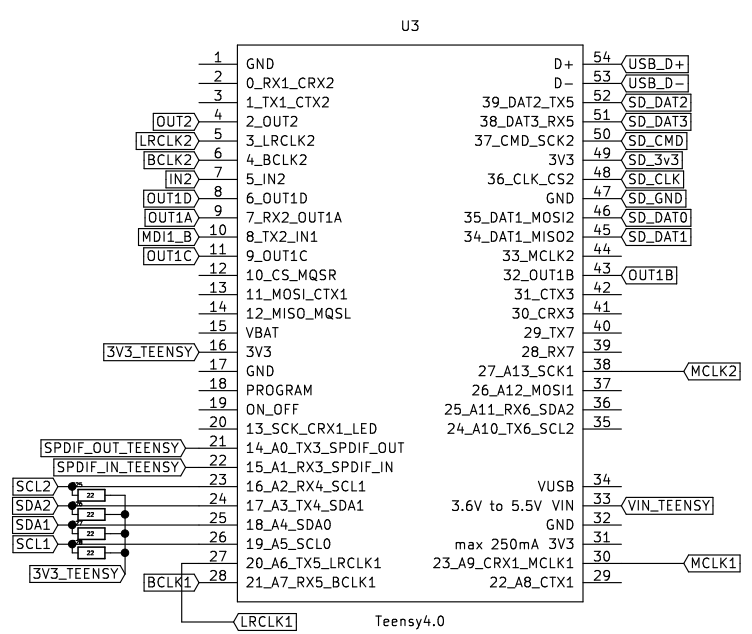 U3
1 GND D+ 54 USB_D+
2 0_RX1_CRX2 D- 53 USB_D-
3 1_TX1_CTX2 39_DAT2_TX5 52 SD_DAT2
OUT2 4 2_OUT2 38_DAT3_RX5 51 SD_DAT3
LRCLK2 5 3_LRCLK2 37_CMD_SCK2 50 SD_CMD
BCLK2 6 4_BCLK2 3V3 49 SD_3v3
IN2 7 5_IN2 36_CLK_CS2 48 SD_CLK
OUT1D 8 6_OUT1D GND 47 SD_GND
OUT1A 9 7_RX2_OUT1A 35_DAT1_MOSI2 46 SD_DAT0
MDI1_B 10 8_TX2_IN1 34_DAT1_MISO2 45 SD_DAT1
OUT1C 11 9_OUT1C 33_MCLK2 44
12 10_CS_MQSR 32_OUT1B 43 OUT1B
13 11_MOSI_CTX1 31_CTX3 42
14 12_MISO_MQSL 30_CRX3 41
15 VBAT 29_TX7 40
3V3_TEENSY 16 3V3 28_RX7 39
17 GND 27_A13_SCK1 38 MCLK2
18 PROGRAM 26_A12_MOSI1 37
19 ON_OFF 25_A11_RX6_SDA2 36
20 13_SCK_CRX1_LED 24_A10_TX6_SCL2 35
SPDIF_OUT_TEENSY 21 14_A0_TX3_SPDIF_OUT
SPDIF_IN_TEENSY 22 15_A1_RX3_SPDIF_IN
SCL2 23 16_A2_RX4_SCL1 VUSB 34
22
SDA2 24 17_A3_TX4_SDA1 3.6V to 5.5V VIN 33 VIN_TEENSY
22
SDA1 25 18_A4_SDA0 GND 32
22
SCL1 26 19_A5_SCL0 max 250mA 3V3 31
22
27 20_A6_TX5_LRCLK1 23_A9_CRX1_MCLK1 30 MCLK1
3V3_TEENSY
BCLK1 28 21_A7_RX5_BCLK1 22_A8_CTX1 29
LRCLK1
Teensy4.0